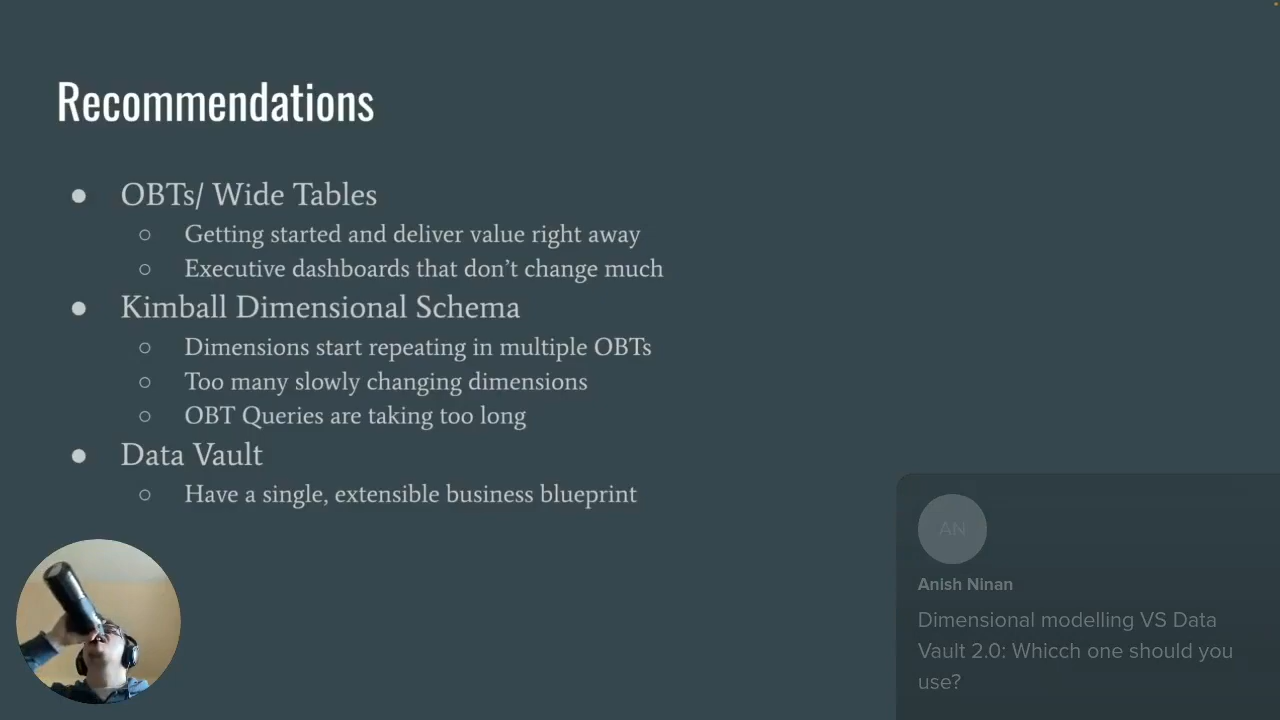 Recommendations
● OBTs/ Wide Tables
○ Getting started and deliver value right away
○ Executive dashboards that don’t change much
● Kimball Dimensional Schema
○ Dimensions start repeating in multiple OBTs
○ Too many slowly changing dimensions
○ OBT Queries are taking too long
● Data Vault
○ Have a single, extensible business blueprint
AN
Anish Ninan
Dimensional modelling VS Data
Vault 2.0: Whicch one should you
use?